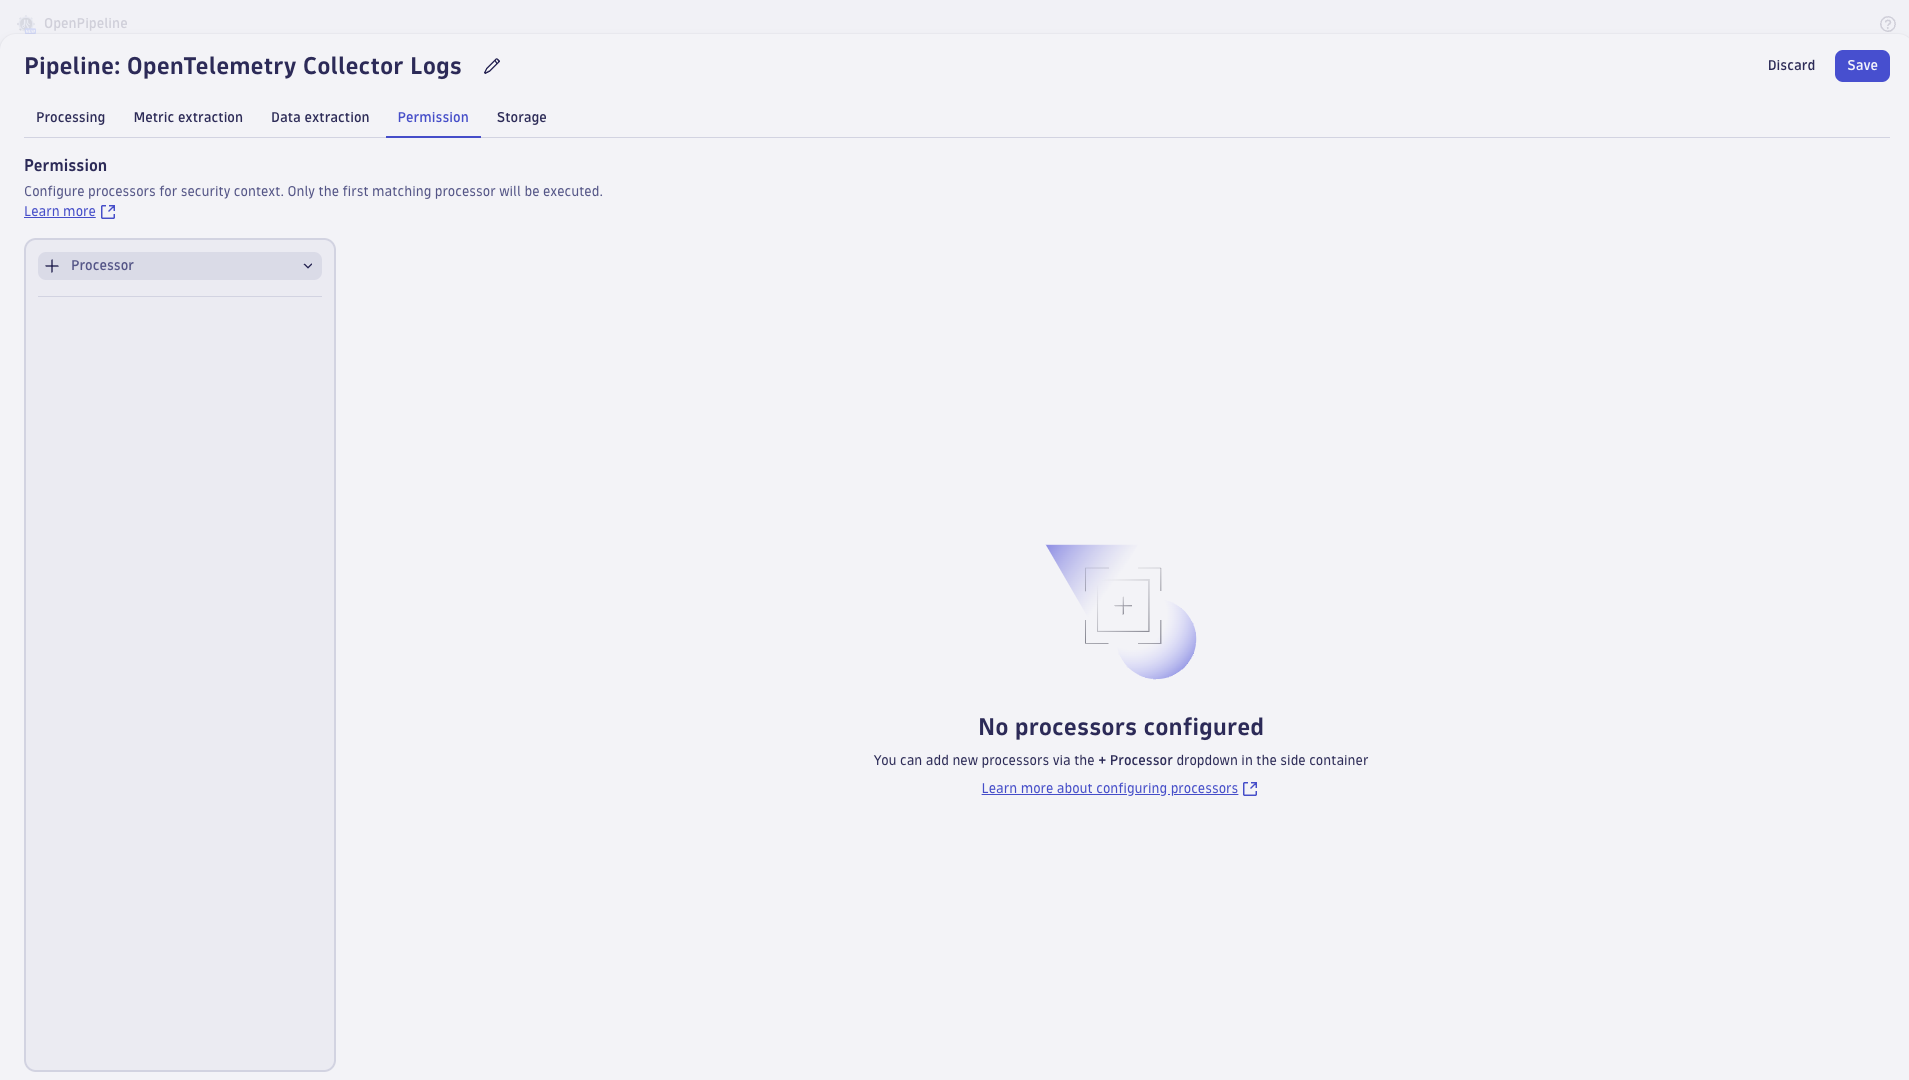 OpenPipeline
Pipeline: OpenTelemetry Collector Logs
Discard
Save
Processing
Metric extraction
Data extraction
Permission
Storage
Permission
Configure processors for security context. Only the first matching processor will be executed.
Learn more
Processor
No processors configured
You can add new processors via the + Processor dropdown in the side container
Learn more about configuring processors